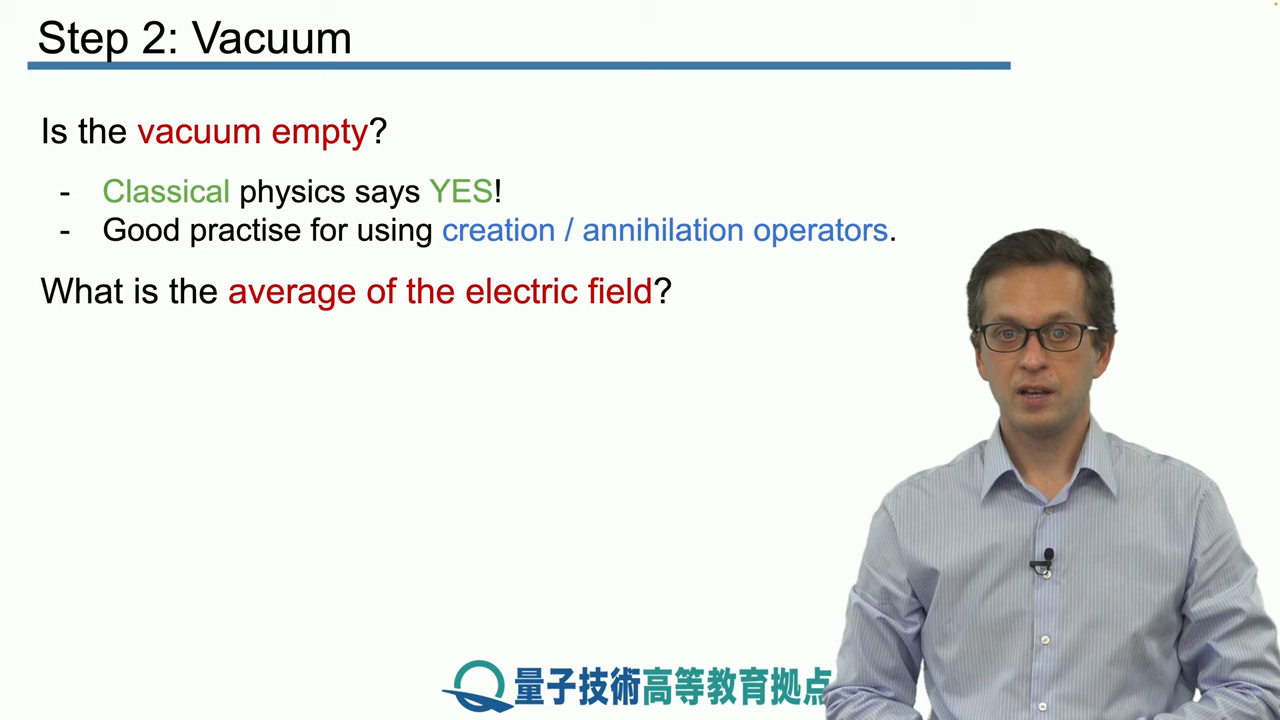 Step 2: Vacuum
Is the vacuum empty?
- Classical physics says YES!
- Good practise for using creation / annihilation operators.
What is the average of the electric field?
量子技術高等教育拠点